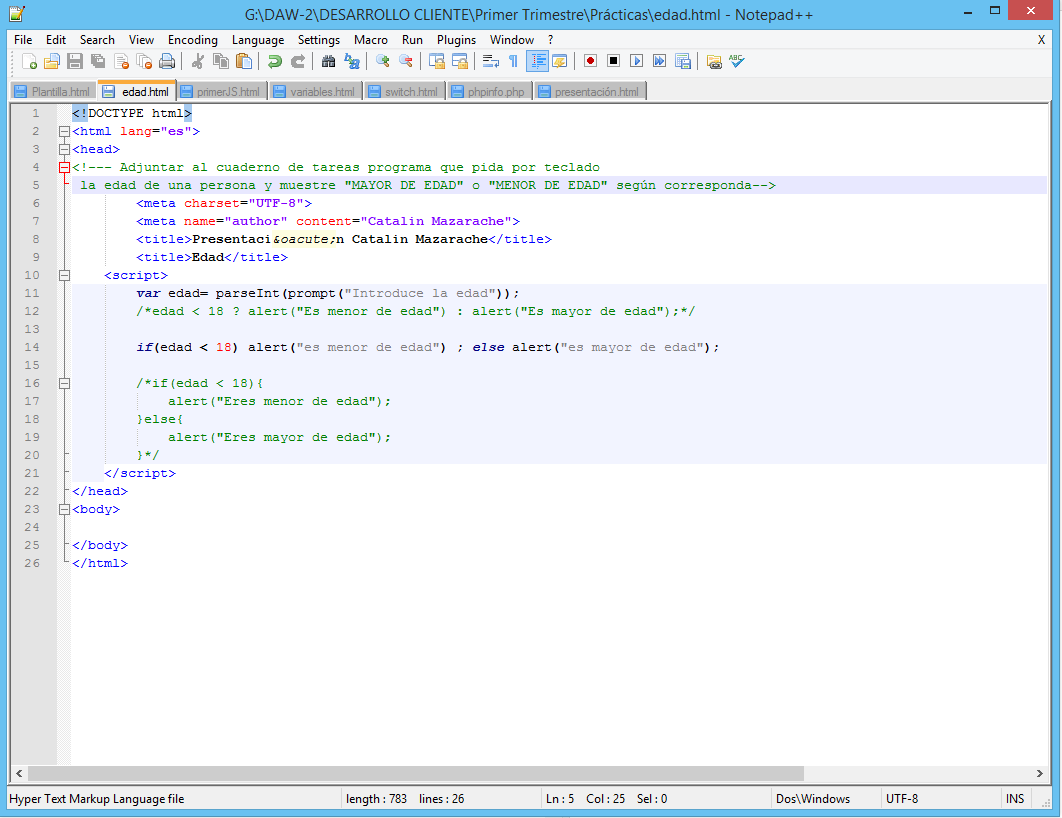 G:\DAW-2\DESARROLLO CLIENTE\Primer Trimestre\Prácticas\edad.html - Notepad++
File Edit Search View Encoding Language Settings Macro Run Plugins Window ? X
Plantilla.html edad.html primerJS.html variables.html switch.html phpinfo.php presentación.html
1 <!DOCTYPE html>
2 <html lang="es">
3 <head>
4 <!--- Adjuntar al cuaderno de tareas programa que pida por teclado
5 la edad de una persona y muestre "MAYOR DE EDAD" o "MENOR DE EDAD" según corresponda-->
6 <meta charset="UTF-8">
7 <meta name="author" content="Catalin Mazarache">
8 <title>Presentaci&oacute;n Catalin Mazarache</title>
9 <title>Edad</title>
10 <script>
11 var edad= parseInt(prompt("Introduce la edad"));
12 /*edad < 18 ? alert("Es menor de edad") : alert("Es mayor de edad");*/
13
14 if(edad < 18) alert("es menor de edad") ; else alert("es mayor de edad");
15
16 /*if(edad < 18){
17 alert("Eres menor de edad");
18 }else{
19 alert("Eres mayor de edad");
20 }*/
21 </script>
22 </head>
23 <body>
24
25 </body>
26 </html>
Hyper Text Markup Language file length : 783 lines : 26 Ln : 5 Col : 25 Sel : 0 Dos\Windows UTF-8 INS